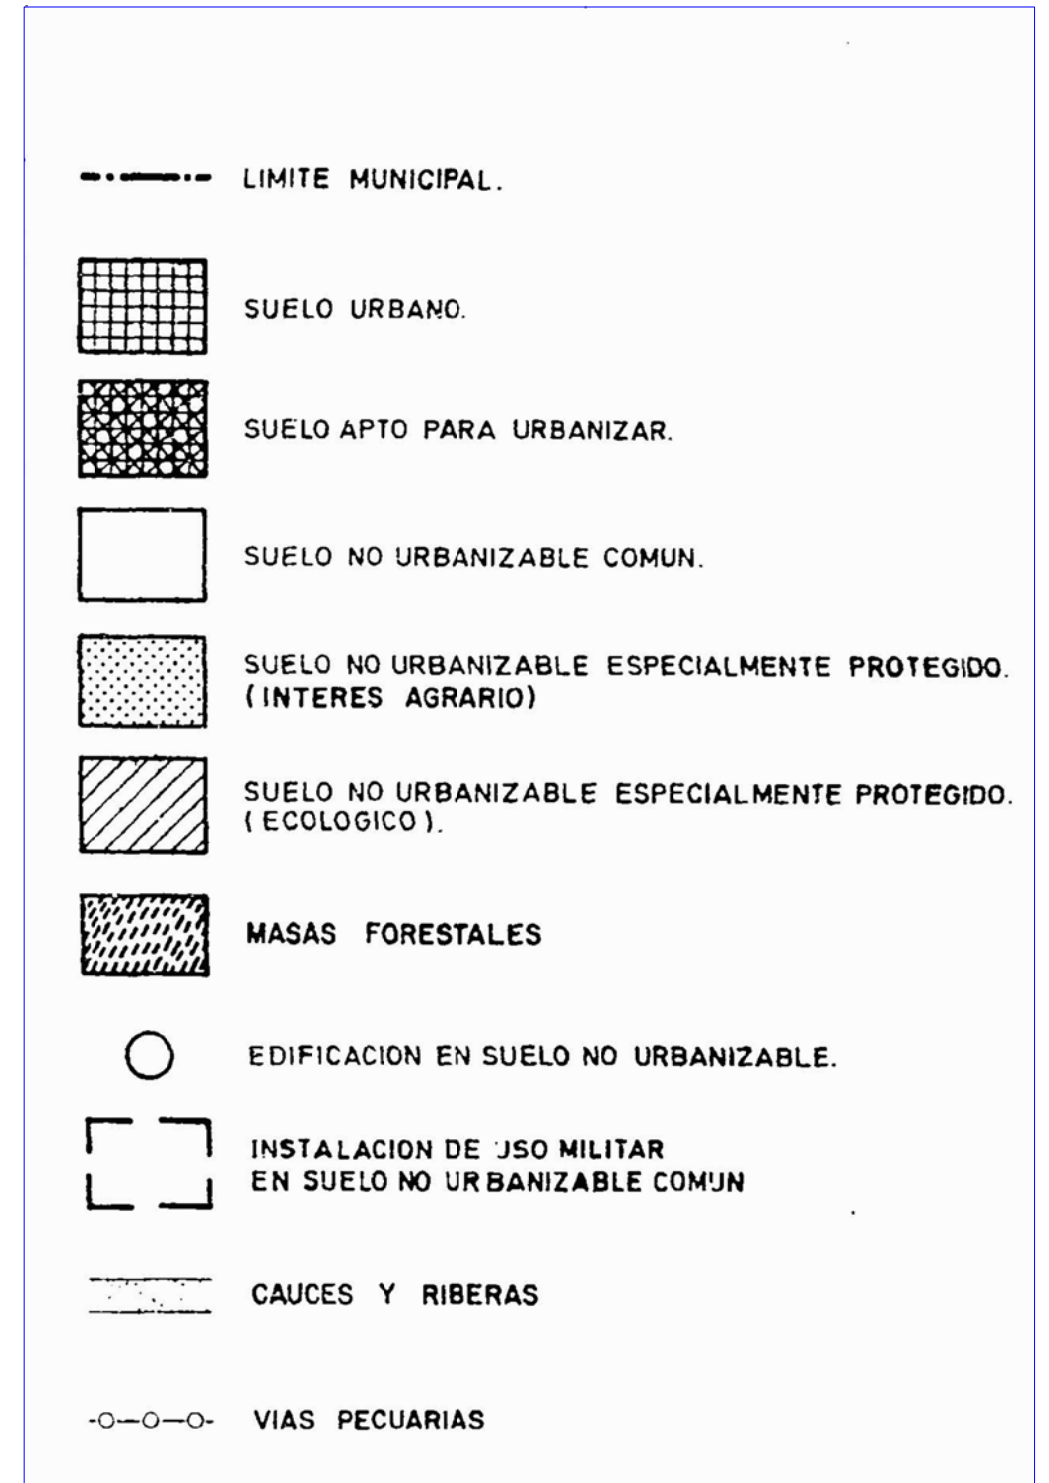 LIMITE MUNICIPAL.
SUELO URBANO.
SUELO APTO PARA URBANIZAR.
SUELO NO URBANIZABLE COMUN.
SUELO NO URBANIZABLE ESPECIALMENTE PROTEGIDO.
(INTERES AGRARIO)
SUELO NO URBANIZABLE ESPECIALMENTE PROTEGIDO.
(ECOLOGICO).
MASAS FORESTALES
EDIFICACION EN SUELO NO URBANIZABLE.
INSTALACION DE USO MILITAR
EN SUELO NO URBANIZABLE COMUN
CAUCES Y RIBERAS
VIAS PECUARIAS